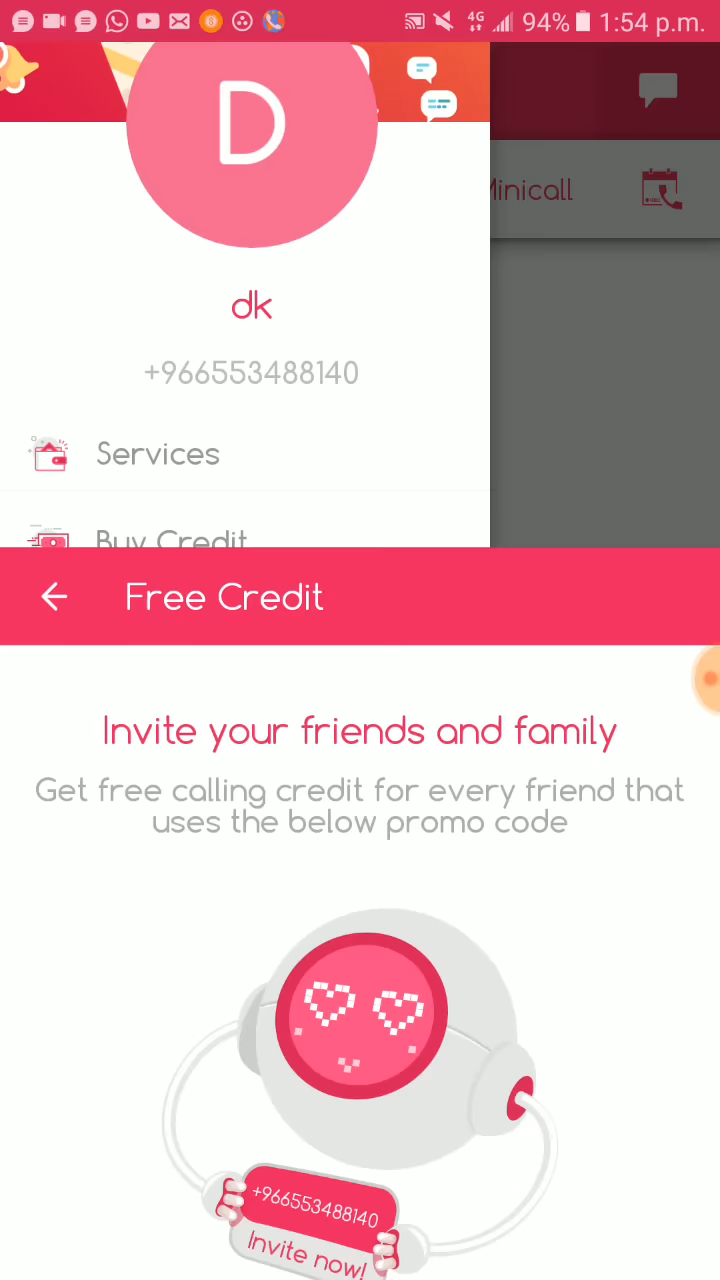 4G 94% 1:54 p.m.
D
Minicall
dk
+966553488140
Services
Buy Credit
Free Credit
Invite your friends and family
Get free calling credit for every friend that
uses the below promo code
+966553488140
Invite now!